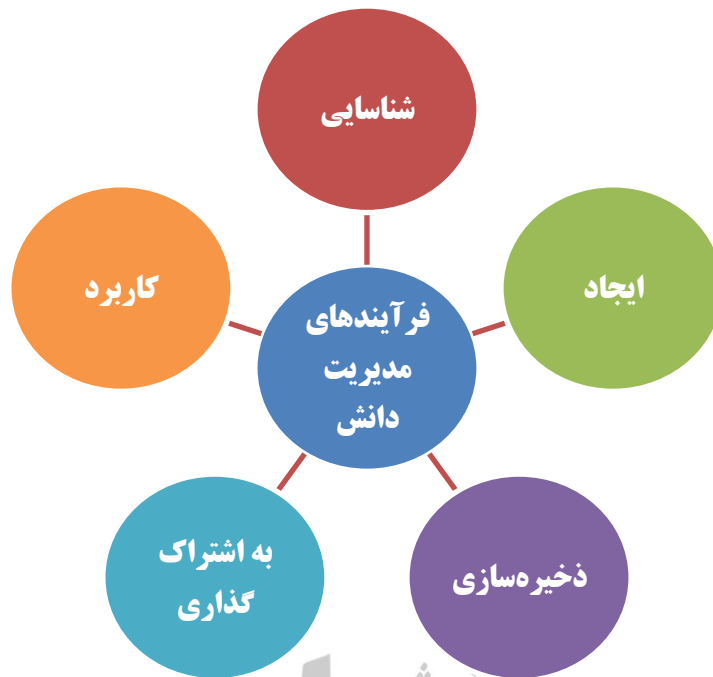 شناسایی
ایجاد
ذخیره‌سازی
به اشتراک
گذاری
کاربرد
فرآیندهای
مدیریت
دانش